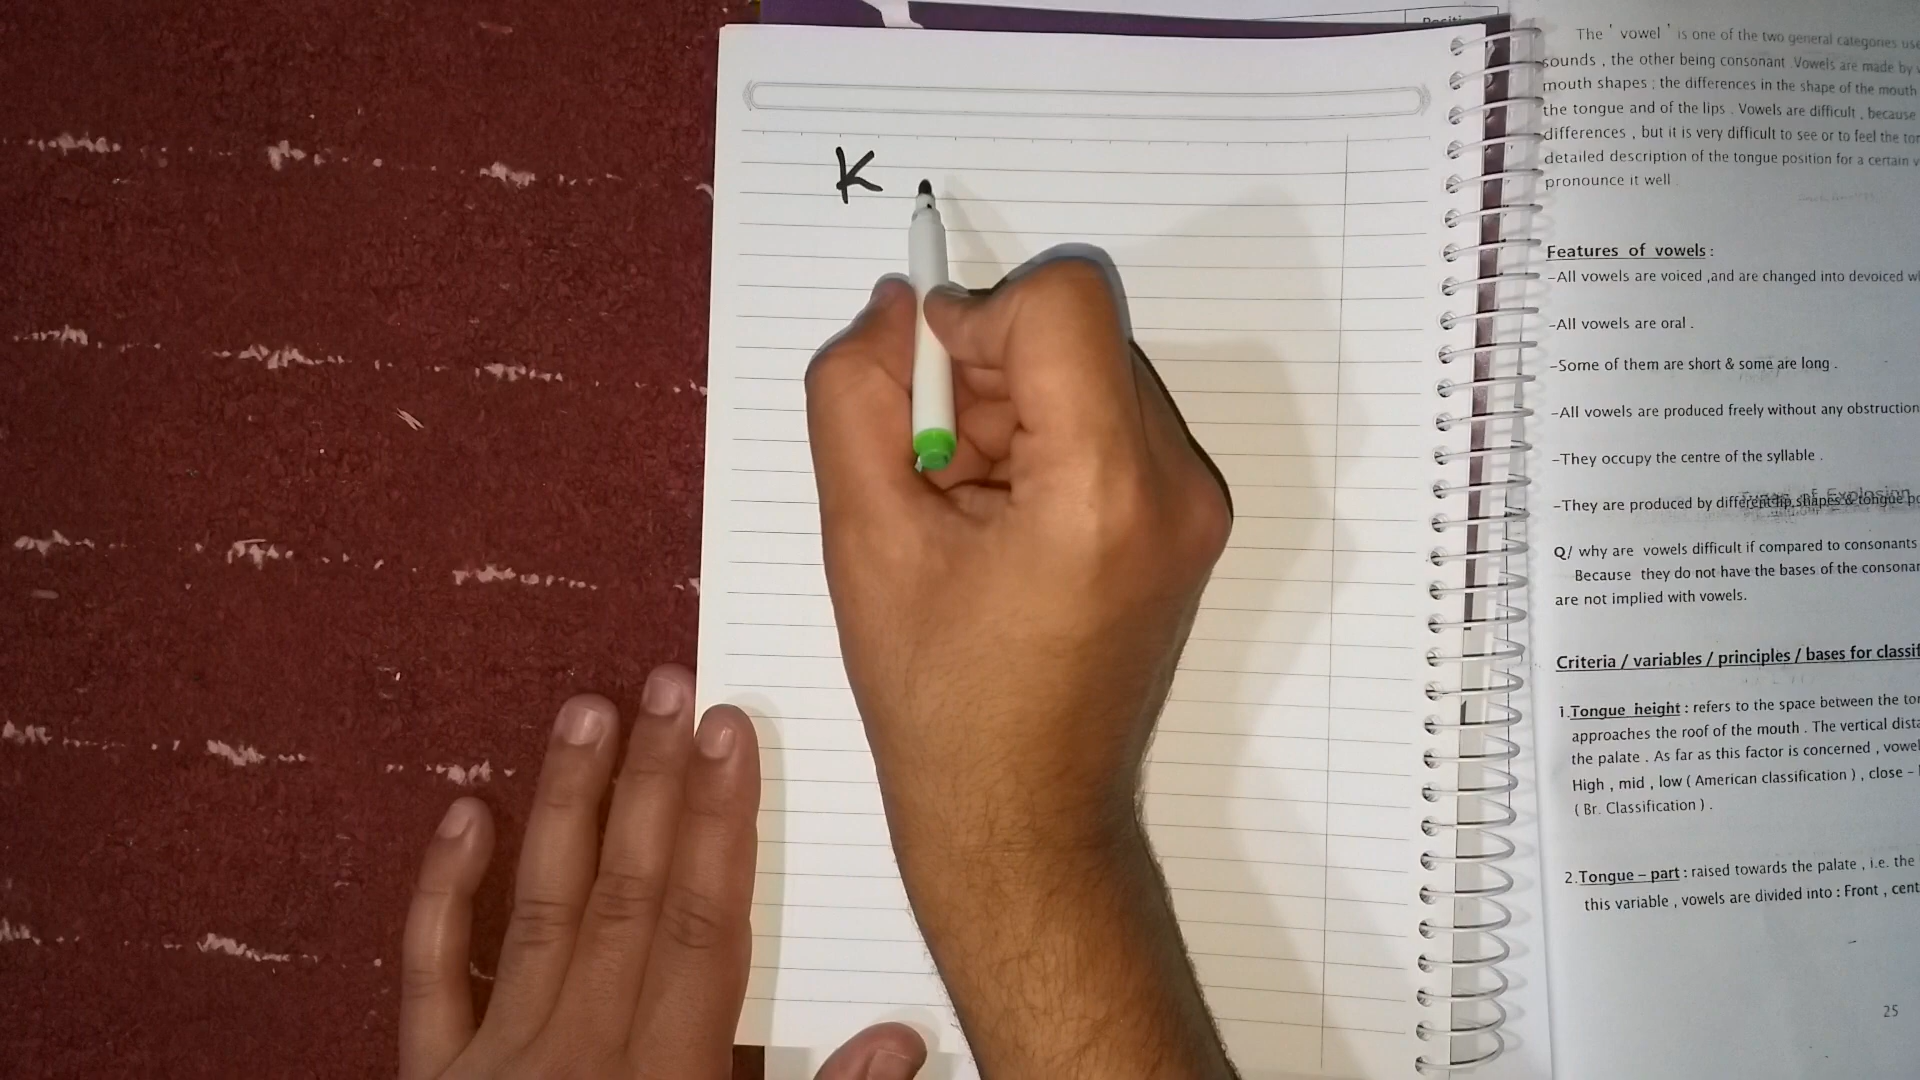 K
The ' vowel ' is one of the two general categories
sounds , the other being consonant . Vowels are made by
mouth shapes ; the differences in the shape of the mouth
the tongue and of the lips . Vowels are difficult , because
differences , but it is very difficult to see or to feel the
detailed description of the tongue position for a certain
pronounce it well
Features of vowels :
-All vowels are voiced ,and are changed into devoiced
-All vowels are oral .
-Some of them are short & some are long .
-All vowels are produced freely without any obstruction
-They occupy the centre of the syllable .
-They are produced by different lip shapes & tongue
Q/ why are vowels difficult if compared to consonants
Because they do not have the bases of the
are not implied with vowels.
Criteria / variables / principles / bases for
1.Tongue height : refers to the space between the
approaches the roof of the mouth . The vertical
the palate . As far as this factor is concerned ,
High , mid , low ( American classification ) , close –
( Br. Classification ) .
2.Tongue – part : raised towards the palate , i.e. the
this variable , vowels are divided into : Front ,
25